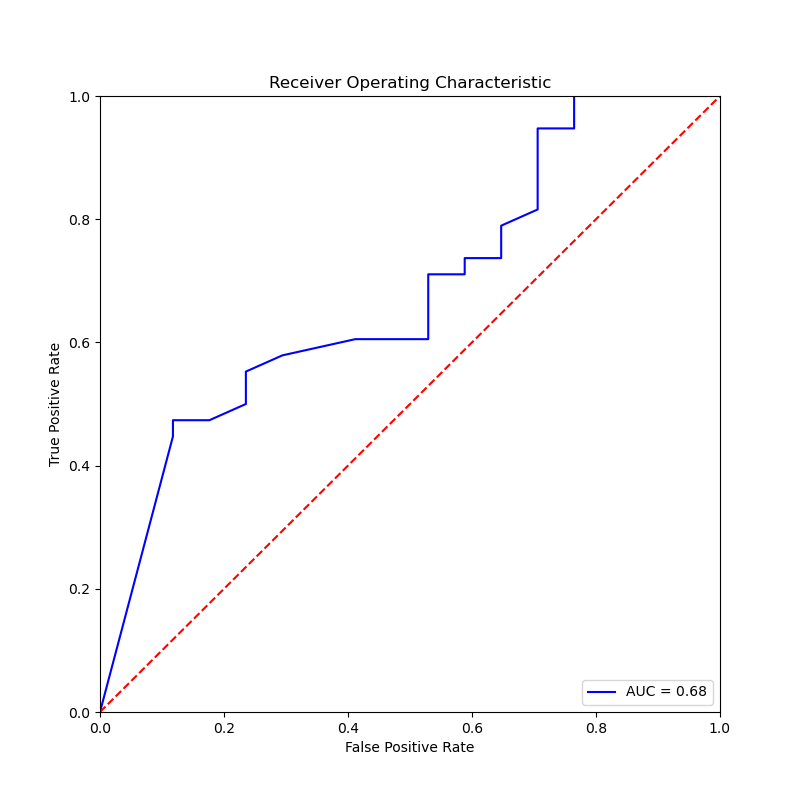 Receiver Operating Characteristic
1.0
0.8
0.6
0.4
0.2
0.0
True Positive Rate
AUC = 0.68
0.0 0.2 0.4 0.6 0.8 1.0
False Positive Rate